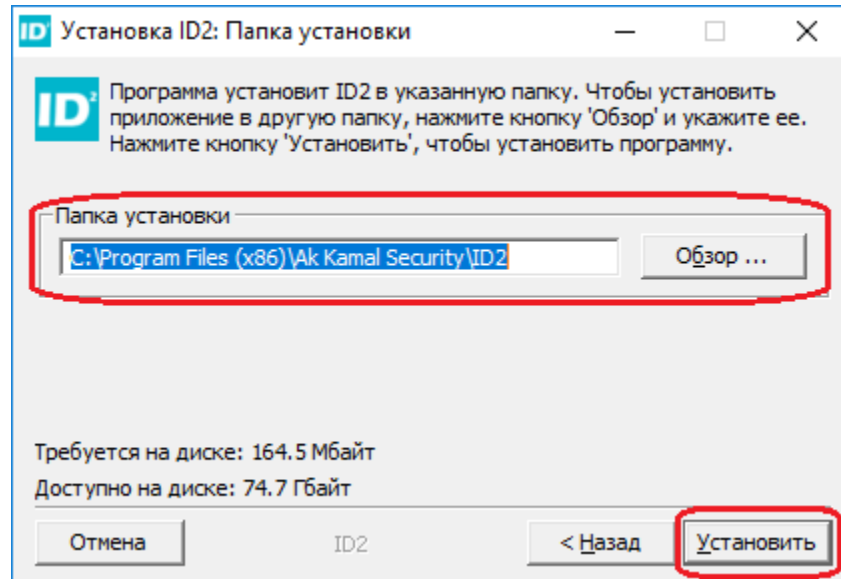 ID² Установка ID2: Папка установки
ID² Программа установит ID2 в указанную папку. Чтобы установить
приложение в другую папку, нажмите кнопку 'Обзор' и укажите ее.
Нажмите кнопку 'Установить', чтобы установить программу.
Папка установки
C:\Program Files (x86)\Ak Kamal Security\ID2 Обзор ...
Требуется на диске: 164.5 Мбайт
Доступно на диске: 74.7 Гбайт
Отмена ID2 < Назад Установить